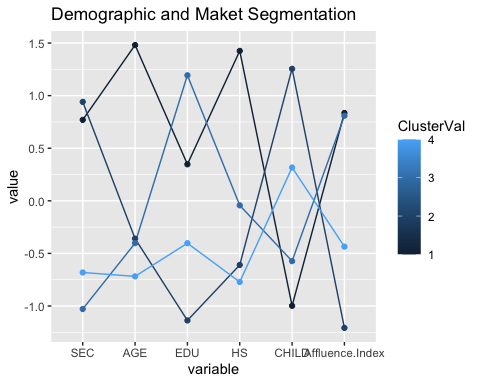 Demographic and Maket Segmentation
value
1.5
1.0
0.5
0.0
-0.5
-1.0
SEC AGE EDU HS CHILD Affluence.Index
variable
ClusterVal
4
3
2
1